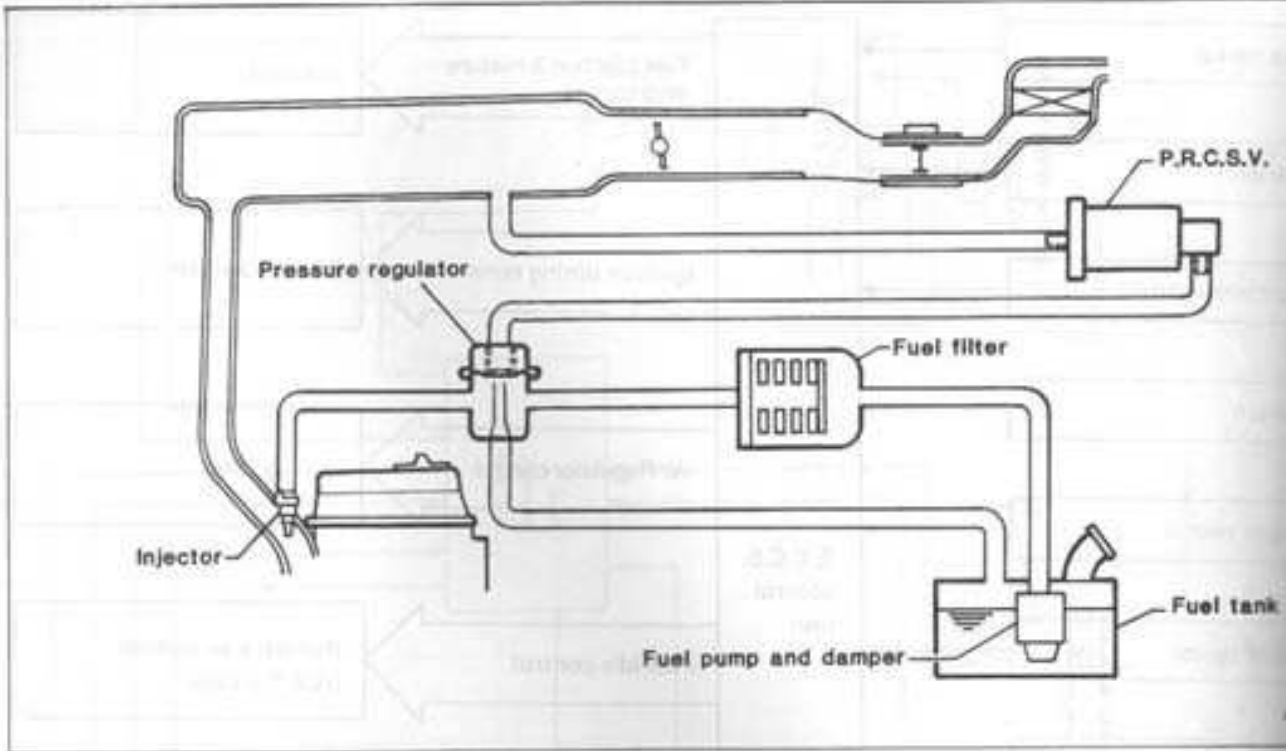 P.R.C.S.V.
Pressure regulator
Fuel filter
Injector
Fuel tank
Fuel pump and damper